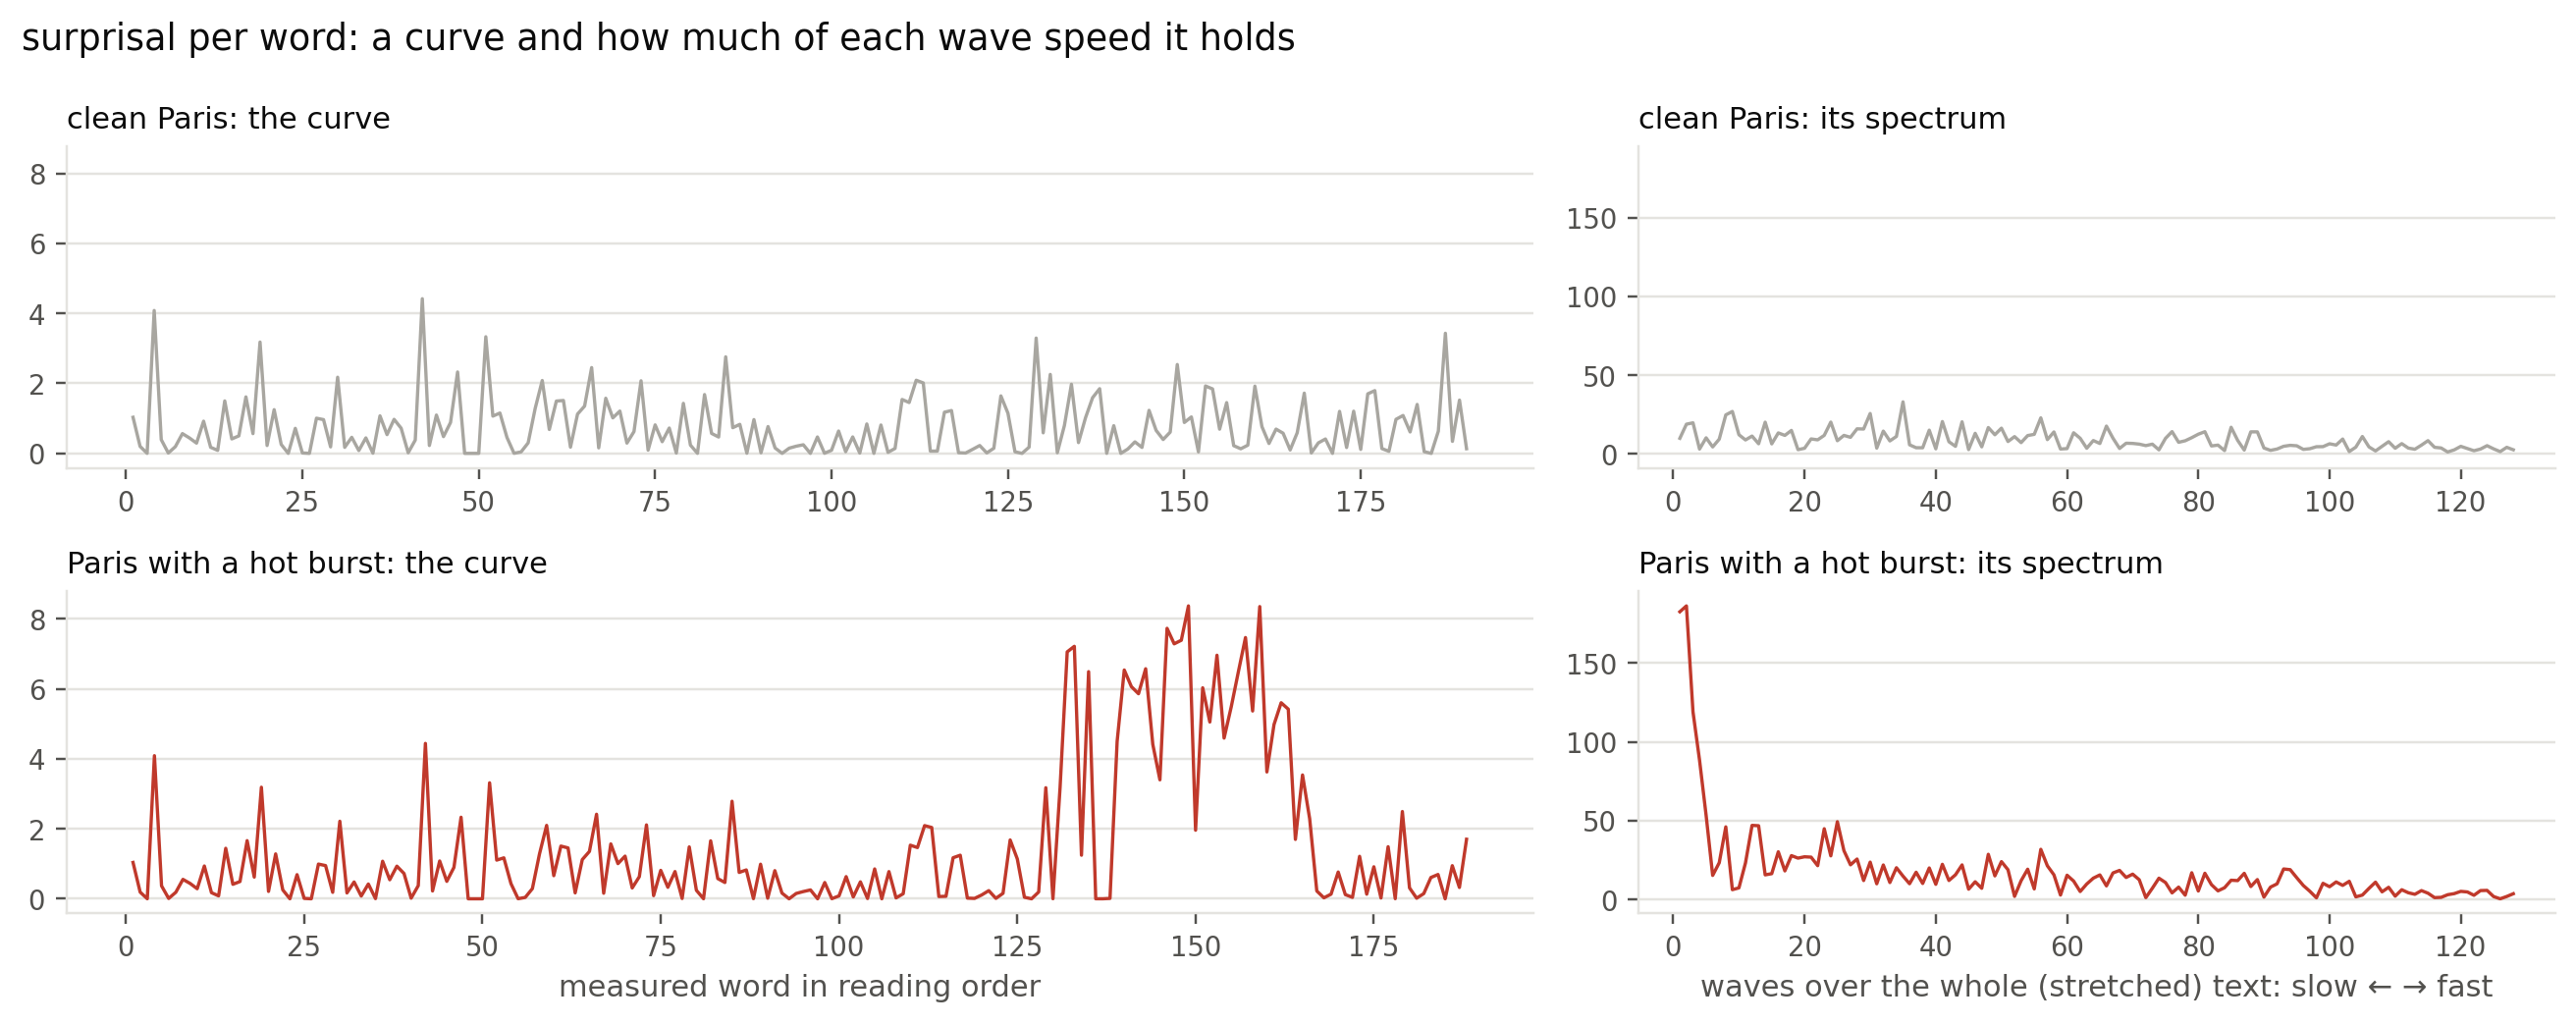 surprisal per word: a curve and how much of each wave speed it holds
clean Paris: the curve
8
6
4
2
0
0 25 50 75 100 125 150 175
clean Paris: its spectrum
150
100
50
0
0 20 40 60 80 100 120
Paris with a hot burst: the curve
8
6
4
2
0
0 25 50 75 100 125 150 175
measured word in reading order
Paris with a hot burst: its spectrum
150
100
50
0
0 20 40 60 80 100 120
waves over the whole (stretched) text: slow ← → fast